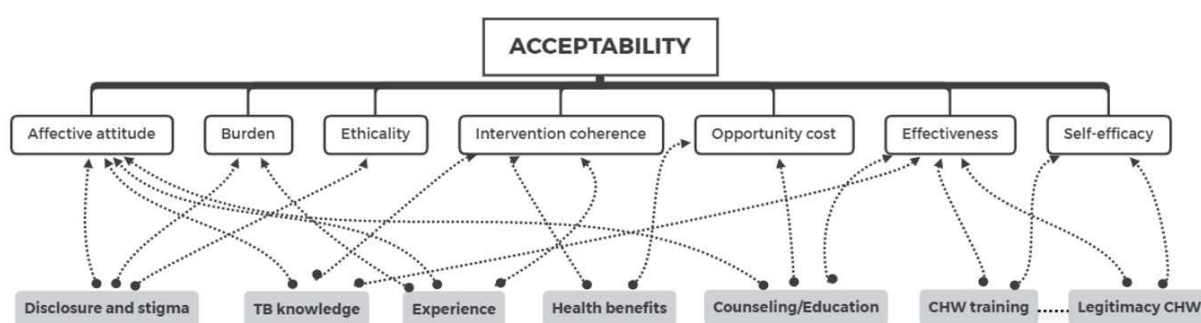 ACCEPTABILITY
Affective attitude
Burden
Ethicality
Intervention coherence
Opportunity cost
Effectiveness
Self-efficacy
Disclosure and stigma
TB knowledge
Experience
Health benefits
Counseling/Education
CHW training
Legitimacy CHW